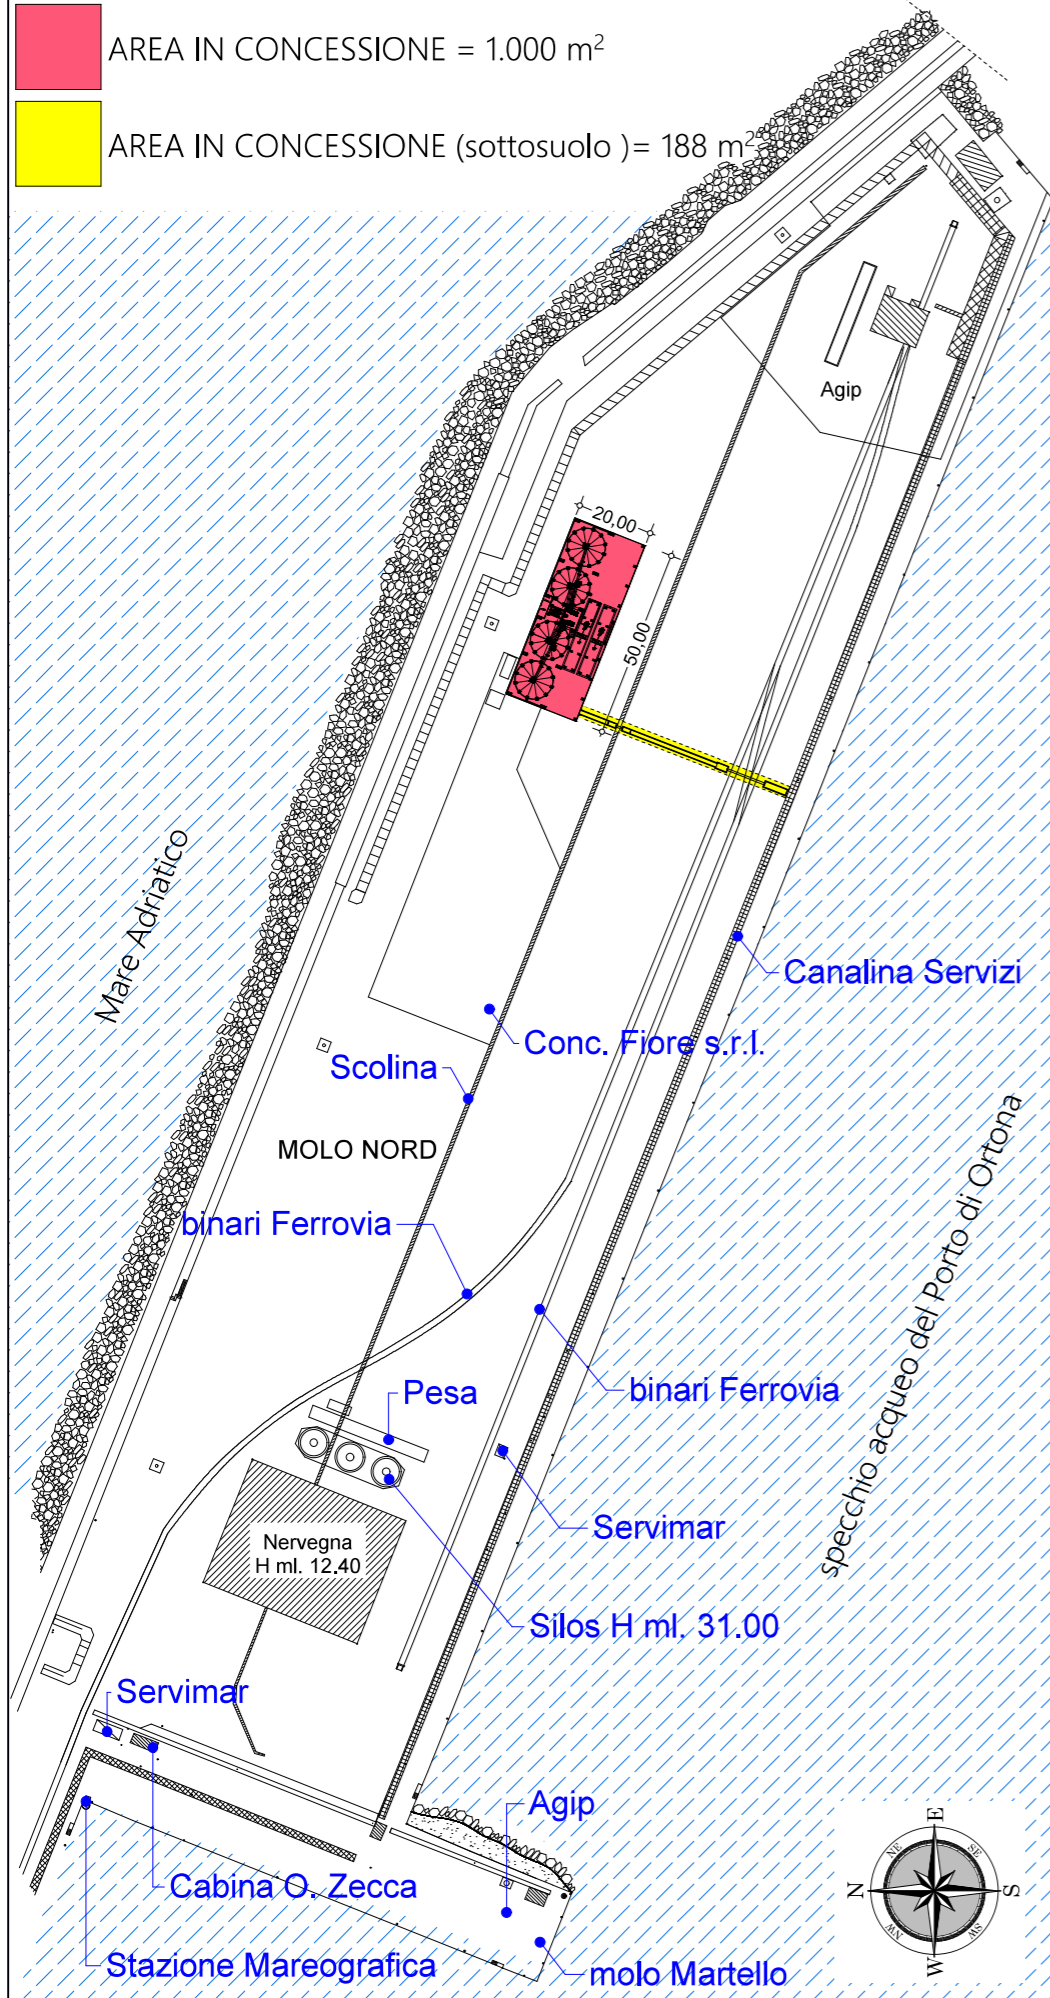 AREA IN CONCESSIONE = 1.000 m²
AREA IN CONCESSIONE (sottosuolo )= 188 m²
Agip
20,00
50,00
Mare Adriatico
Canalina Servizi
Conc. Fiore s.r.l.
Scolina
MOLO NORD
specchio acqueo del Porto di Ortona
binari Ferrovia
binari Ferrovia
Pesa
Servimar
Nervegna
H ml. 12.40
Silos H ml. 31.00
Servimar
Agip
Cabina O. Zecca
Stazione Mareografica
molo Martello
E
NE
SE
N
S
NW
SW
W